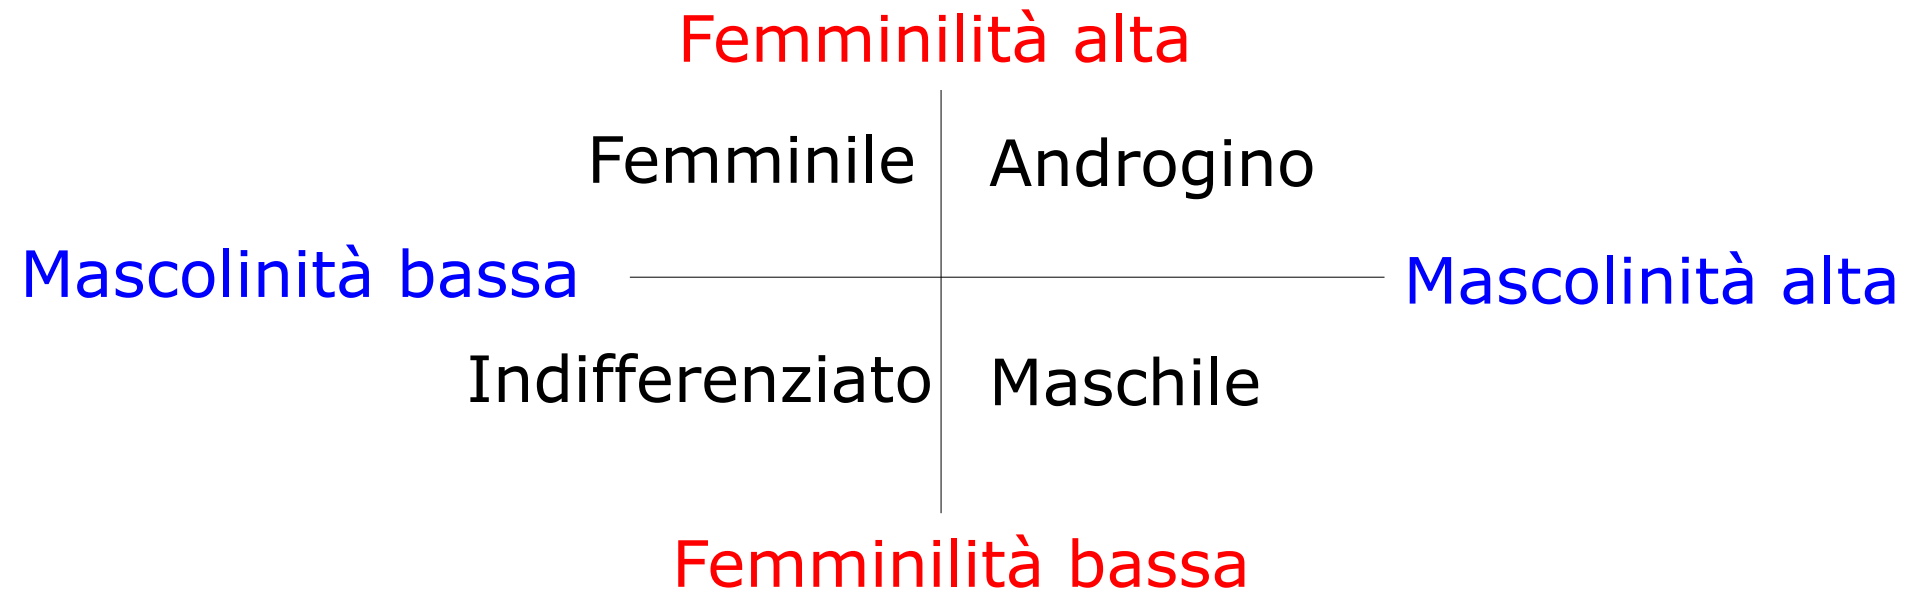 Femminilità alta
Femminile
Androgino
Mascolinità bassa
Mascolinità alta
Indifferenziato
Maschile
Femminilità bassa